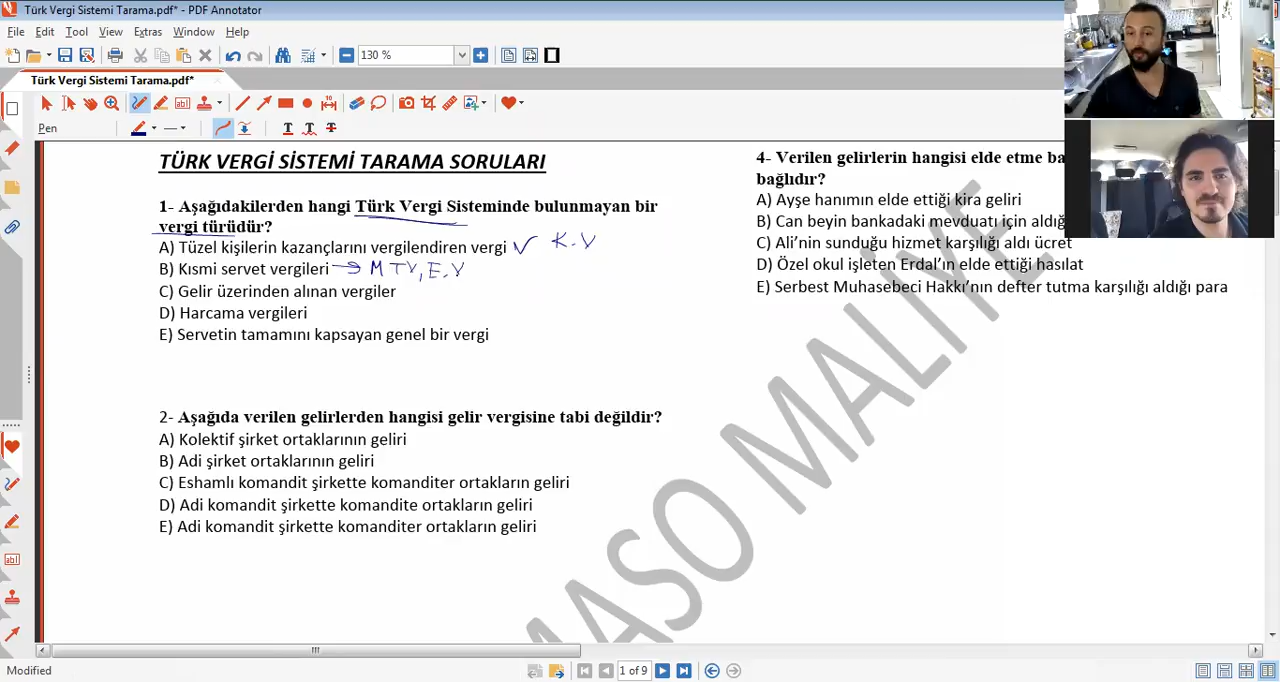 Türk Vergi Sistemi Tarama.pdf* - PDF Annotator
File Edit Tool View Extras Window Help
130 %
Türk Vergi Sistemi Tarama.pdf*
Pen
TÜRK VERGİ SİSTEMİ TARAMA SORULARI
1- Aşağıdakilerden hangi Türk Vergi Sisteminde bulunmayan bir
vergi türüdür?
A) Tüzel kişilerin kazançlarını vergilendiren vergi K.V
B) Kısmi servet vergileri MTV, E.V
C) Gelir üzerinden alınan vergiler
D) Harcama vergileri
E) Servetin tamamını kapsayan genel bir vergi
2- Aşağıda verilen gelirlerden hangisi gelir vergisine tabi değildir?
A) Kolektif şirket ortaklarının geliri
B) Adi şirket ortaklarının geliri
C) Eshamlı komandit şirkette komanditer ortakların geliri
D) Adi komandit şirkette komandite ortakların geliri
E) Adi komandit şirkette komanditer ortakların geliri
4- Verilen gelirlerin hangisi elde etme ba
bağlıdır?
A) Ayşe hanımın elde ettiği kira geliri
B) Can beyin bankadaki mevduatı için aldığ
C) Ali’nin sunduğu hizmet karşılığı aldı ücret
D) Özel okul işleten Erdal’ın elde ettiği hasılat
E) Serbest Muhasebeci Hakkı’nın defter tutma karşılığı aldığı para
ASO MALİYE
Modified
1 of 9